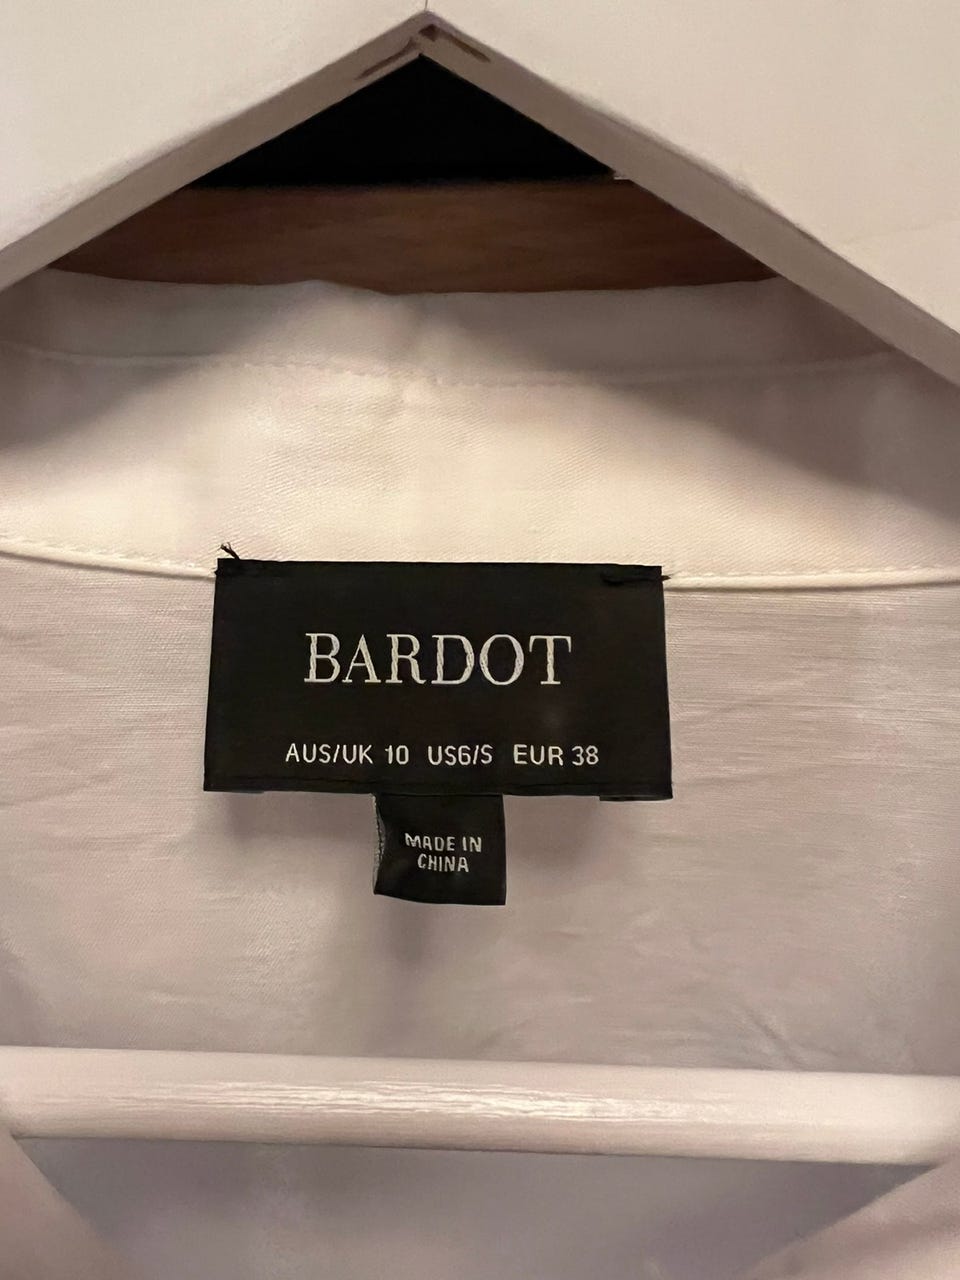 BARDOT
AUS/UK 10 US6/S EUR 38
MADE IN
CHINA